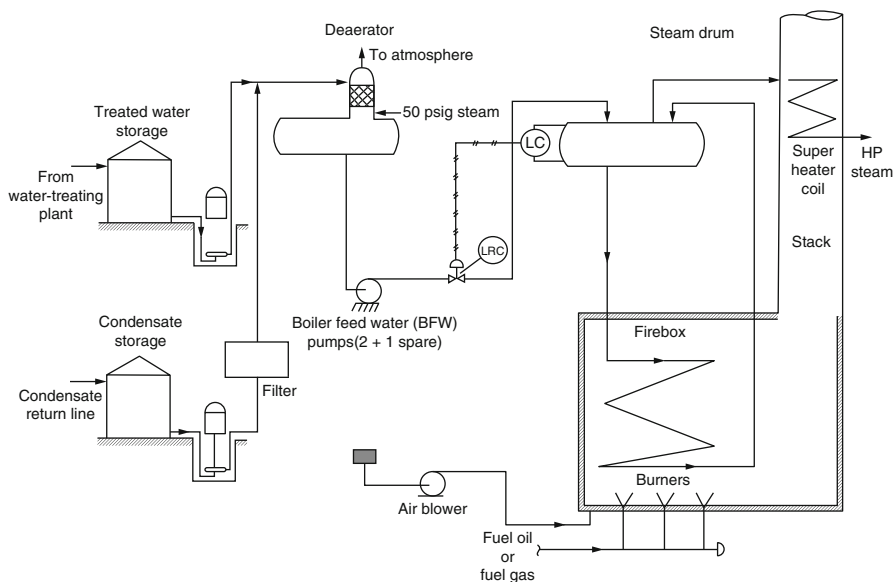 Deaerator
To atmosphere
Steam drum
50 psig steam
Treated water
storage
From
water-treating
plant
LC
Super
heater
coil
HP
steam
Stack
LRC
Boiler feed water (BFW)
pumps(2 + 1 spare)
Condensate
storage
Condensate
return line
Filter
Firebox
Burners
Air blower
Fuel oil
or
fuel gas